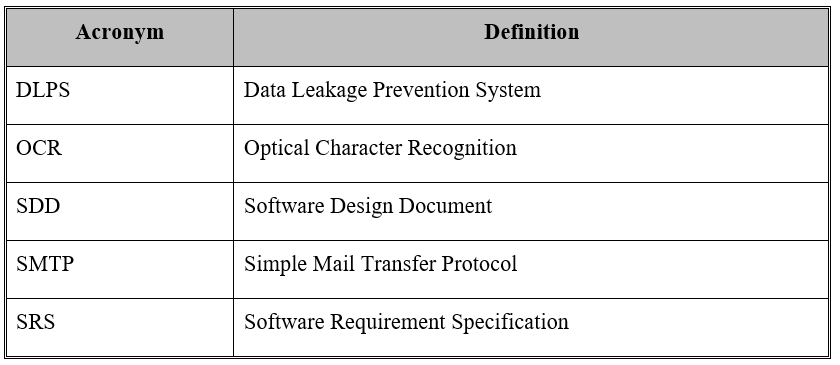 Acronym Definition
DLPS Data Leakage Prevention System
OCR Optical Character Recognition
SDD Software Design Document
SMTP Simple Mail Transfer Protocol
SRS Software Requirement Specification